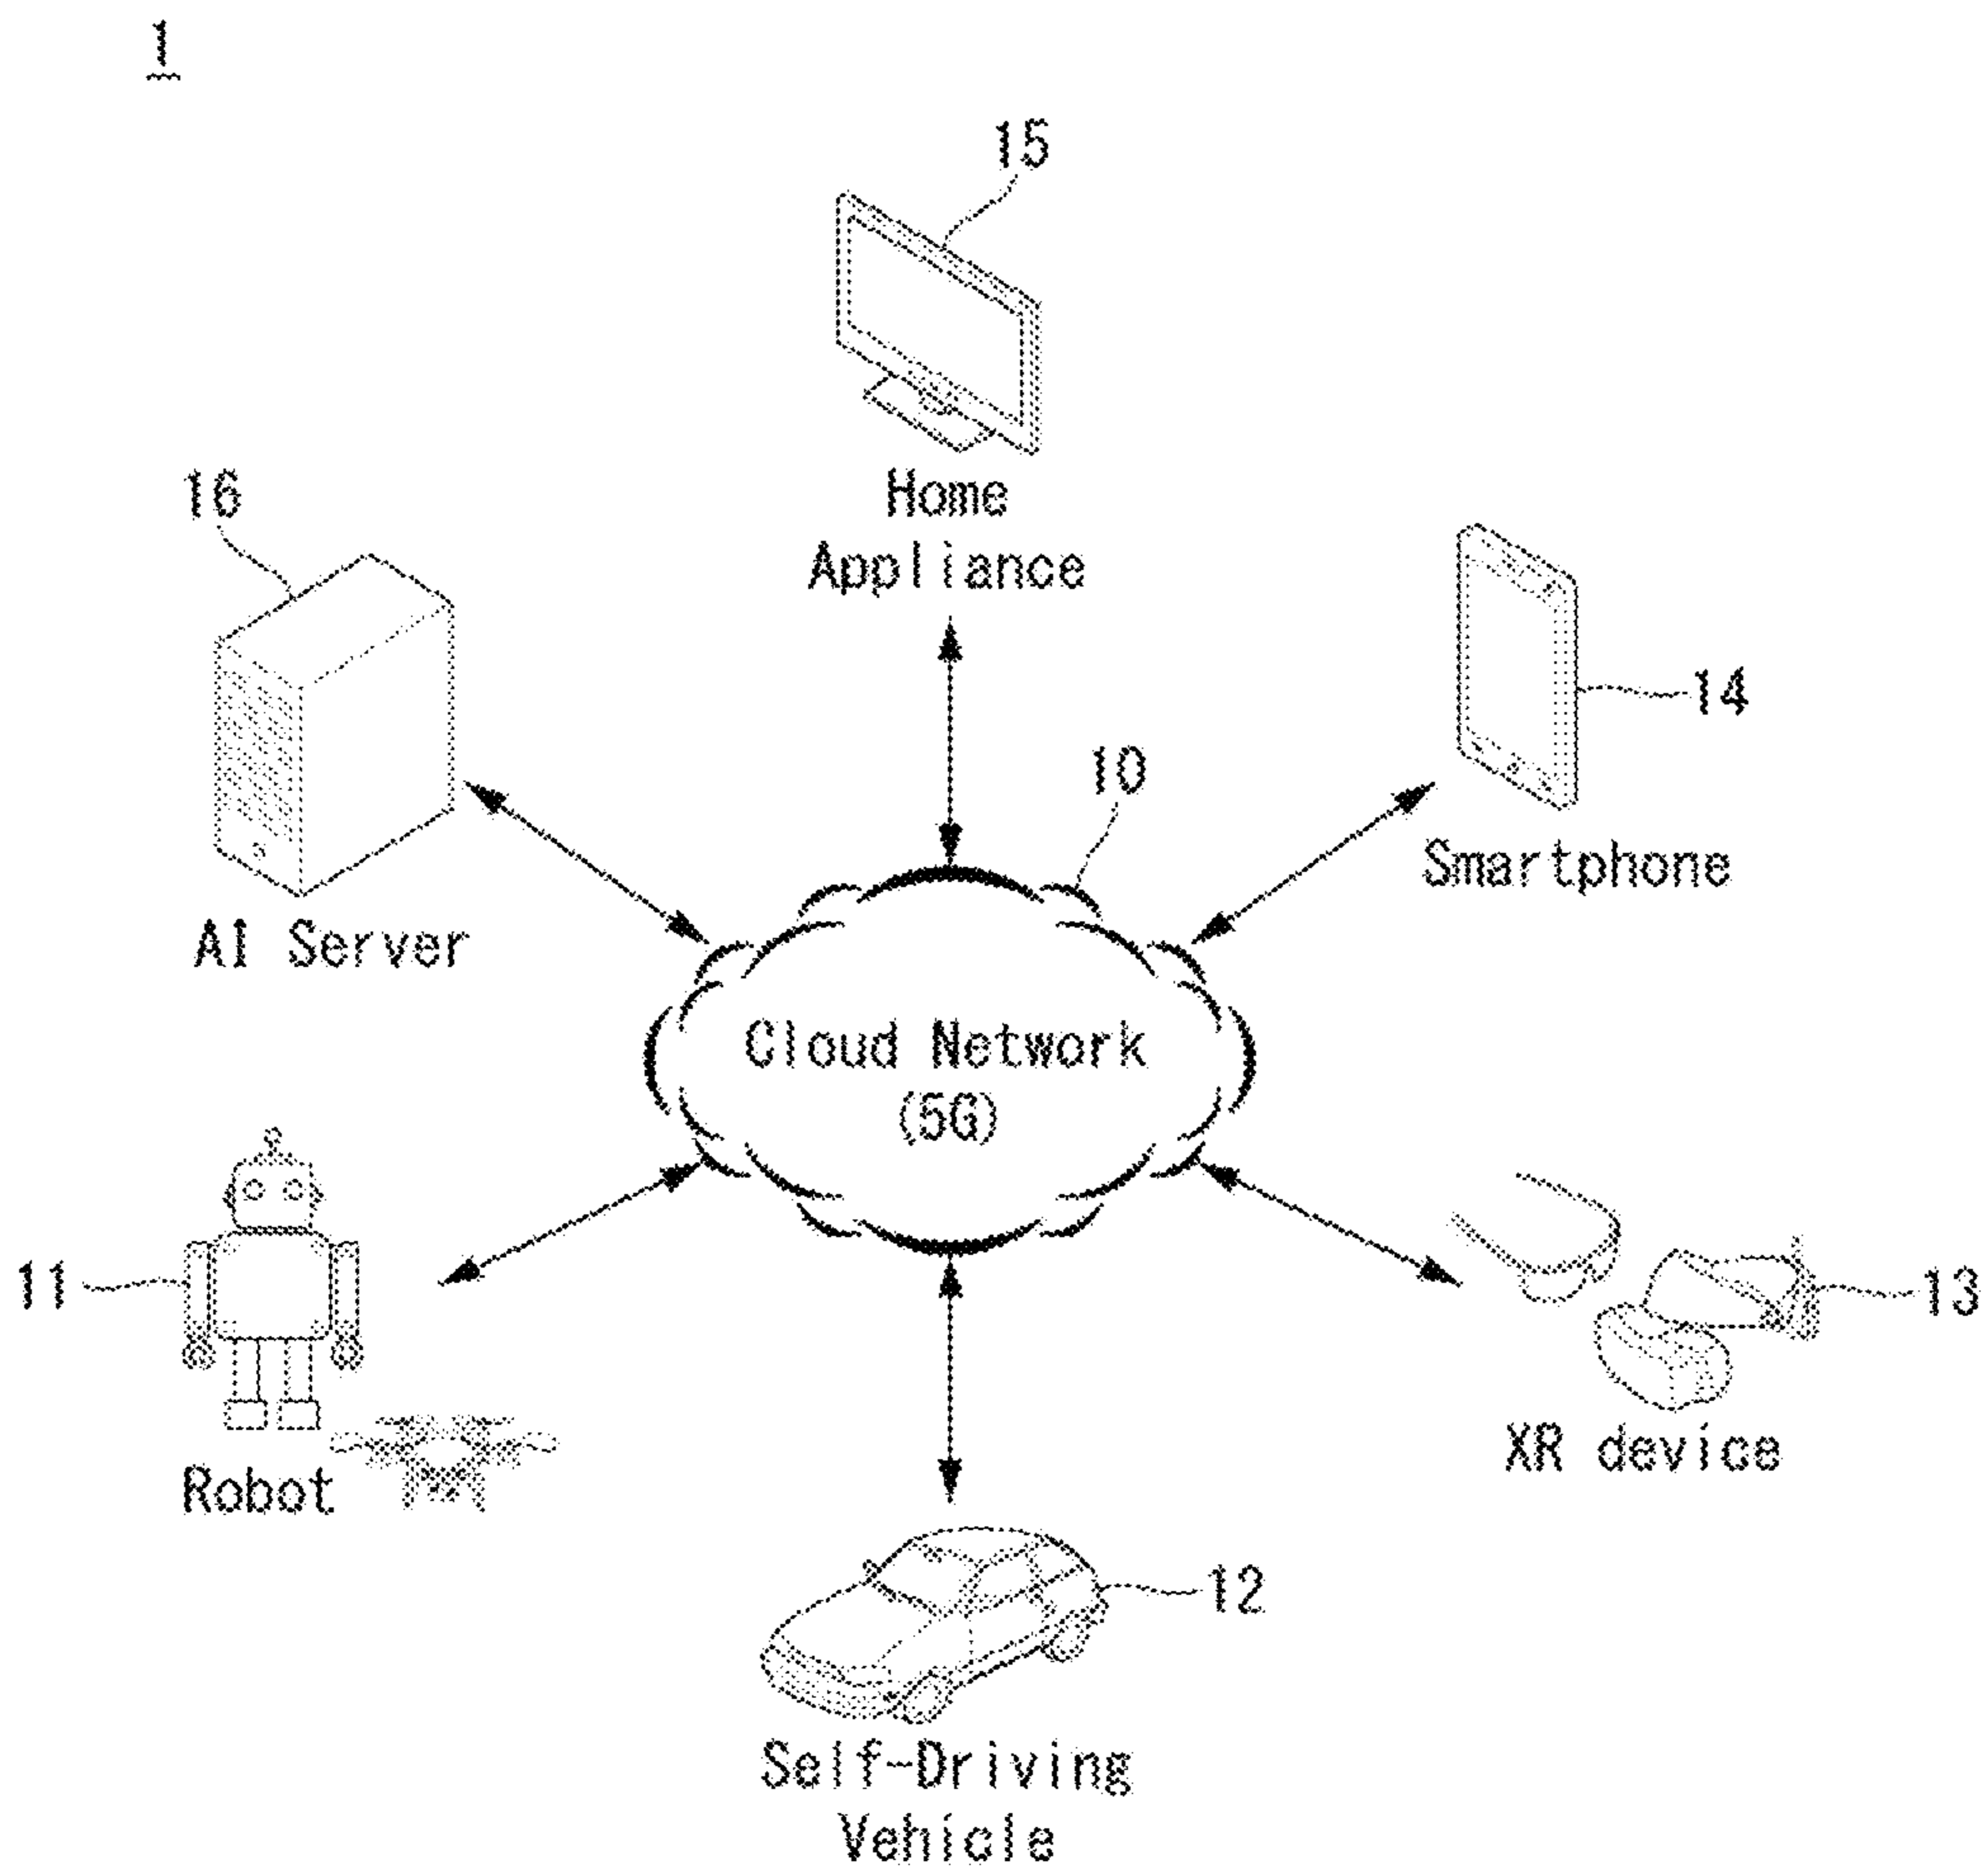 1
15
Home
Appliance
16
AI Server
14
Smartphone
10
Cloud Network
(5G)
11
Robot
13
XR device
12
Self-Driving
Vehicle